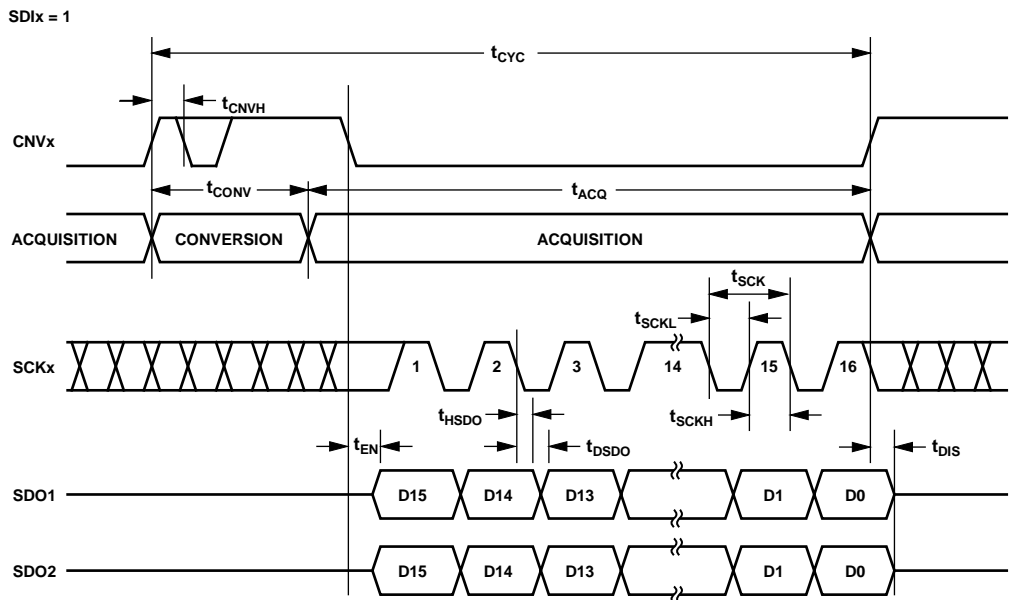 SDIx = 1
tCYC
tCNVH
CNVx
tCONV
tACQ
ACQUISITION
CONVERSION
ACQUISITION
tSCK
tSCKL
SCKx
1
2
3
14
15
16
tHSDO
tSCKH
tEN
tDSDO
tDIS
SDO1
D15
D14
D13
D1
D0
SDO2
D15
D14
D13
D1
D0